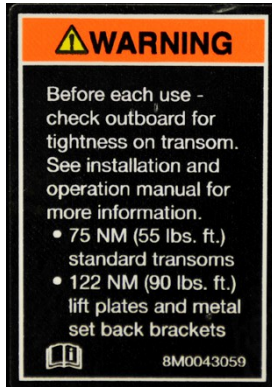 WARNING
Before each use -
check outboard for
tightness on transom.
See installation and
operation manual for
more information.
• 75 NM (55 lbs. ft.)
standard transoms
• 122 NM (90 lbs. ft.)
lift plates and metal
set back brackets
8M0043059